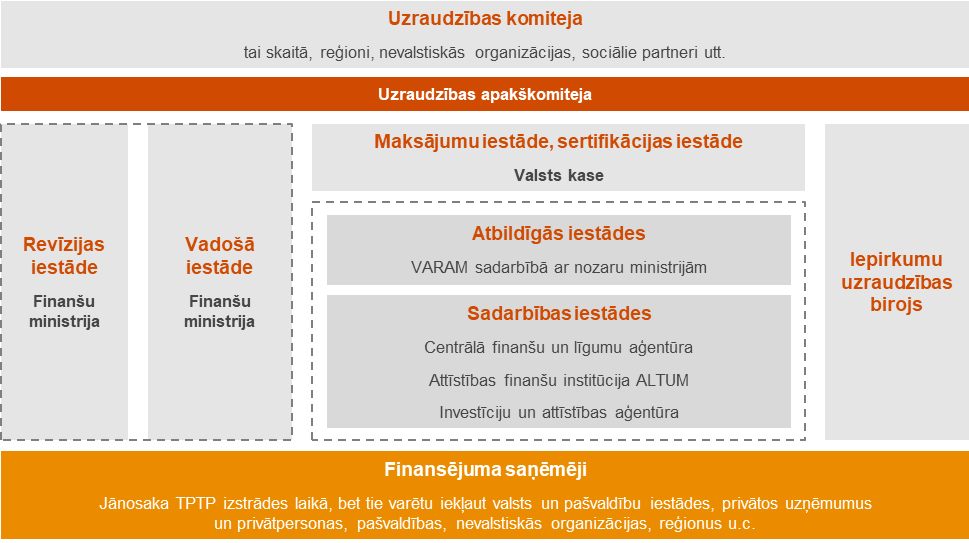 Uzraudzības komiteja
tai skaitā, reģioni, nevalstiskās organizācijas, sociālie partneri utt.
Uzraudzības apakškomiteja
Revīzijas
iestāde
Finanšu
ministrija
Vadošā
iestāde
Finanšu
ministrija
Maksājumu iestāde, sertifikācijas iestāde
Valsts kase
Atbildīgās iestādes
VARAM sadarbībā ar nozaru ministrijām
Sadarbības iestādes
Centrālā finanšu un līgumu aģentūra
Attīstības finanšu institūcija ALTUM
Investīciju un attīstības aģentūra
Iepirkumu
uzraudzības
birojs
Finansējuma saņēmēji
Jānosaka TPTP izstrādes laikā, bet tie varētu iekļaut valsts un pašvaldību iestādes, privātos uzņēmumus
un privātpersonas, pašvaldības, nevalstiskās organizācijas, reģionus u.c.